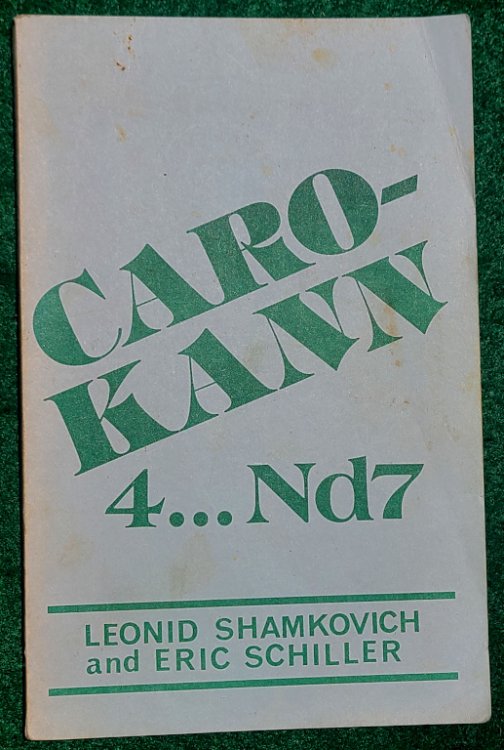 CARO-
KANN
4...Nd7
LEONID SHAMKOVICH
and ERIC SCHILLER